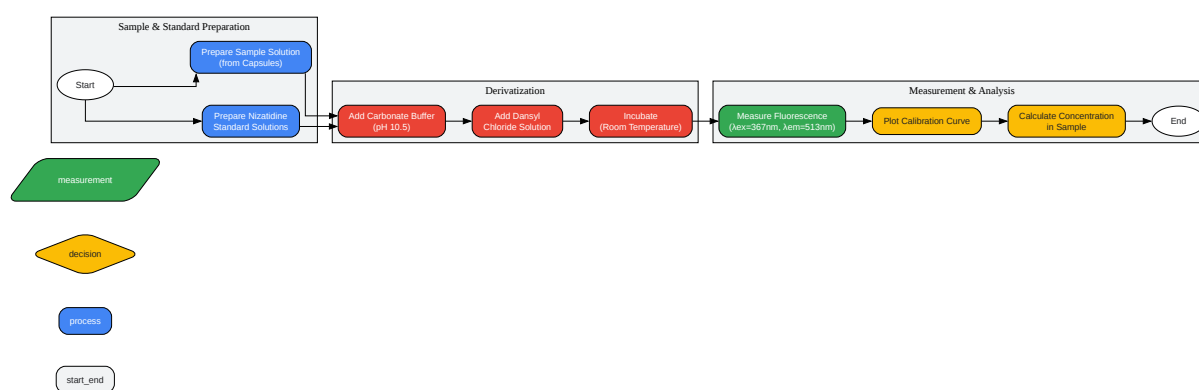 Sample & Standard Preparation
Start
Prepare Sample Solution
(from Capsules)
Prepare Nizatidine
Standard Solutions
Derivatization
Add Carbonate Buffer
(pH 10.5)
Add Dansyl
Chloride Solution
Incubate
(Room Temperature)
Measurement & Analysis
Measure Fluorescence
(λex=367nm, λem=513nm)
Plot Calibration Curve
Calculate Concentration
in Sample
End
measurement
decision
process
start_end